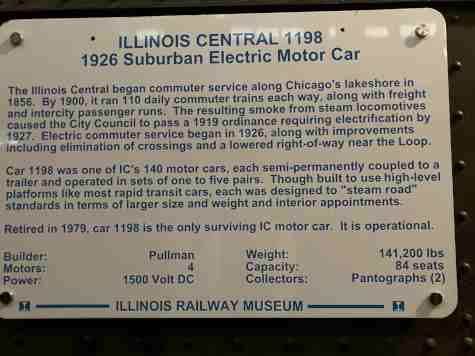 ILLINOIS CENTRAL 1198
1926 Suburban Electric Motor Car
The Illinois Central began commuter service along Chicago's lakeshore in
1856. By 1900, it ran 110 daily commuter trains each way, along with freight
and intercity passenger runs. The resulting smoke from steam locomotives
caused the City Council to pass a 1919 ordinance requiring electrification by
1927. Electric commuter service began in 1926, along with improvements
including elimination of crossings and a lowered right-of-way near the Loop.
Car 1198 was one of IC's 140 motor cars, each semi-permanently coupled to a
trailer and operated in sets of one to five pairs. Though built to use high-level
platforms like most rapid transit cars, each was designed to "steam road"
standards in terms of larger size and weight and interior appointments.
Retired in 1979, car 1198 is the only surviving IC motor car. It is operational.
Builder: Pullman Weight: 141,200 lbs
Motors: 4 Capacity: 84 seats
Power: 1500 Volt DC Collectors: Pantographs (2)
ILLINOIS RAILWAY MUSEUM